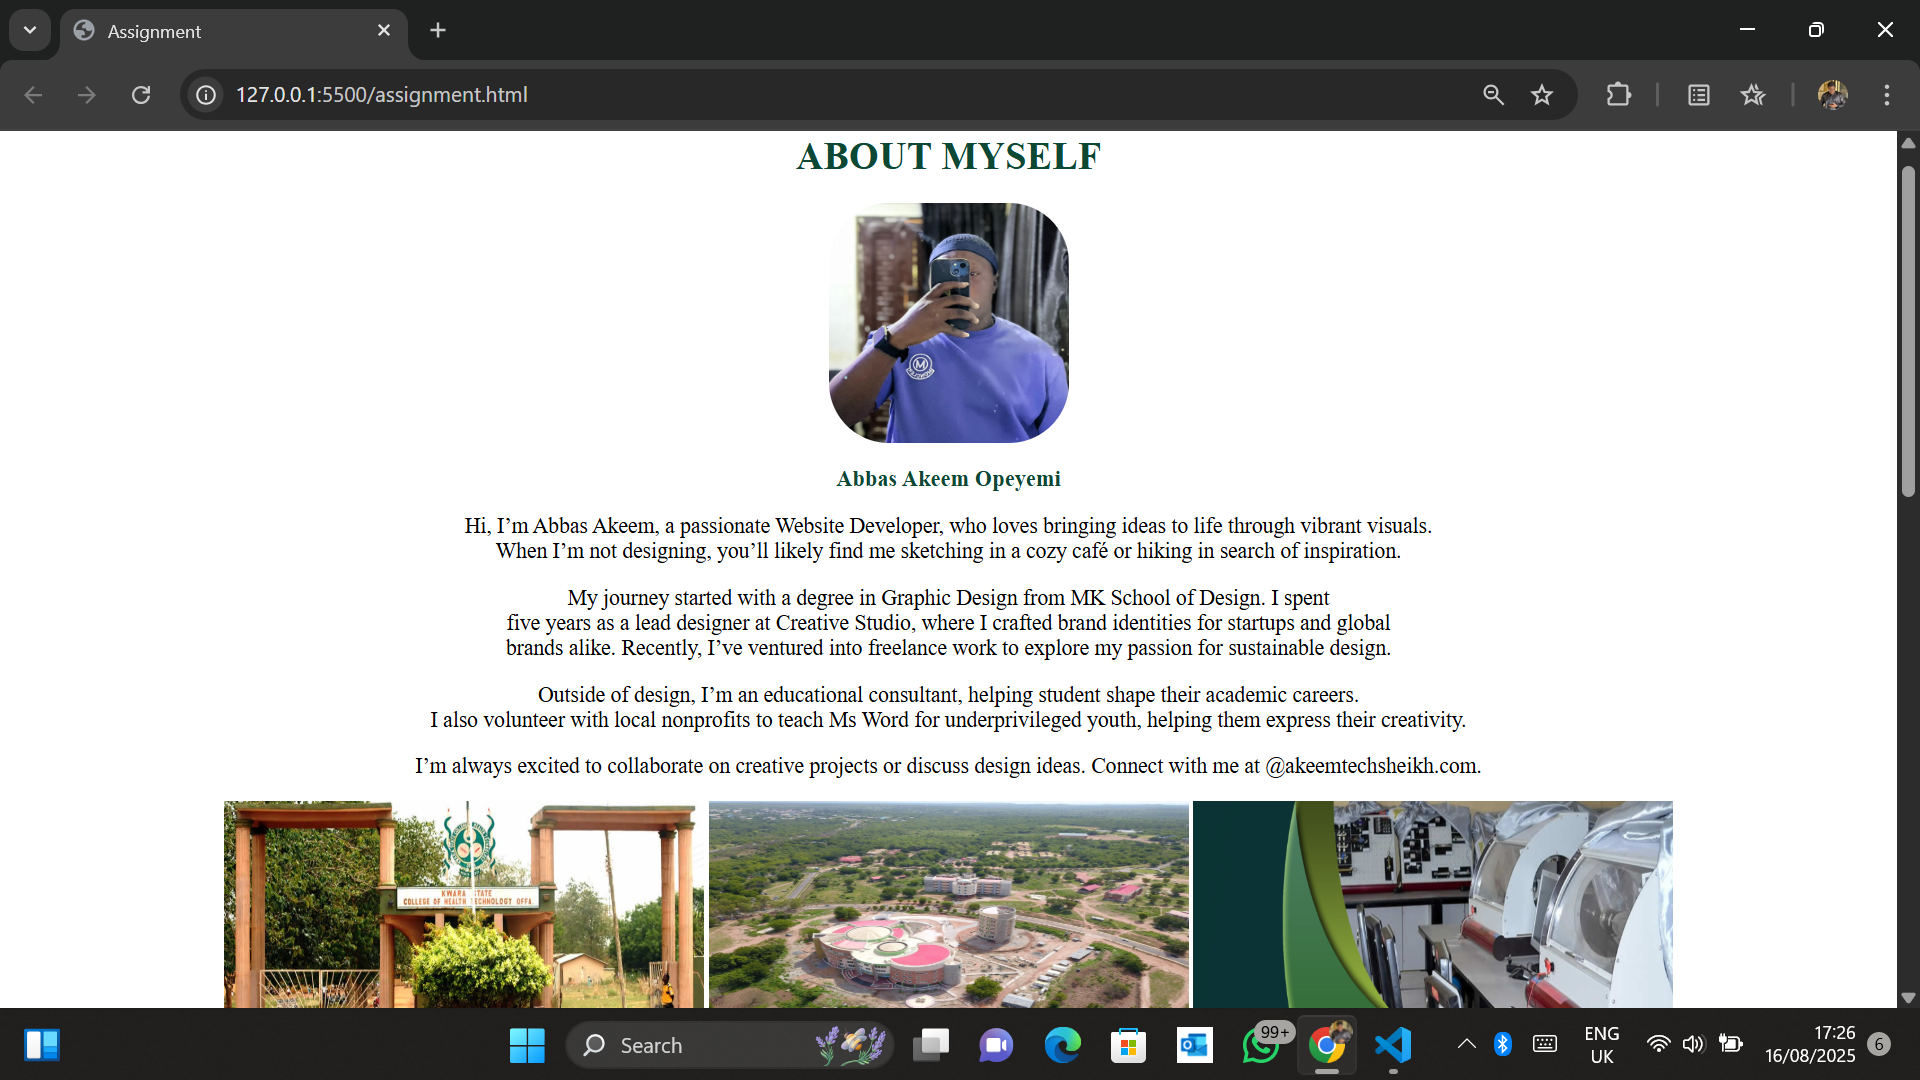 Assignment
127.0.0.1:5500/assignment.html
ABOUT MYSELF
M
Abbas Akeem Opeyemi
Hi, I’m Abbas Akeem, a passionate Website Developer, who loves bringing ideas to life through vibrant visuals.
When I’m not designing, you’ll likely find me sketching in a cozy café or hiking in search of inspiration.
My journey started with a degree in Graphic Design from MK School of Design. I spent
five years as a lead designer at Creative Studio, where I crafted brand identities for startups and global
brands alike. Recently, I’ve ventured into freelance work to explore my passion for sustainable design.
Outside of design, I’m an educational consultant, helping student shape their academic careers.
I also volunteer with local nonprofits to teach Ms Word for underprivileged youth, helping them express their creativity.
I’m always excited to collaborate on creative projects or discuss design ideas. Connect with me at @akeemtechsheikh.com.
KWARA STATE
COLLEGE OF HEALTH TECHNOLOGY OFFA.
Search
99+
ENG
UK
17:26
16/08/2025
6